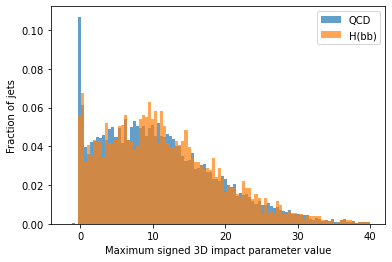 QCD
H(bb)
0.10
0.08
0.06
0.04
0.02
0.00
Fraction of jets
0 10 20 30 40
Maximum signed 3D impact parameter value